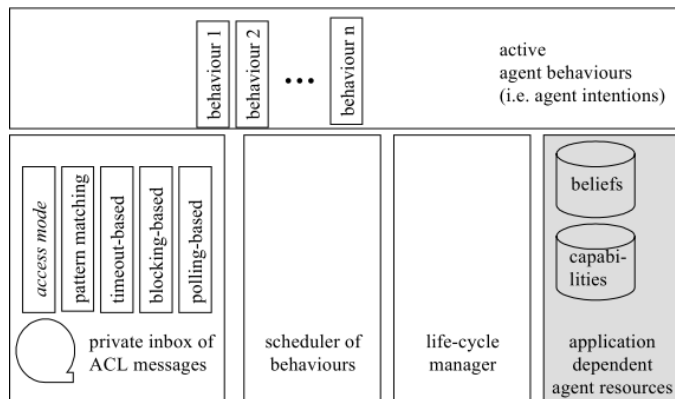 behaviour 1
behaviour 2
...
behaviour n
active
agent behaviours
(i.e. agent intentions)
access mode
pattern matching
timeout-based
blocking-based
polling-based
private inbox of
ACL messages
scheduler of
behaviours
life-cycle
manager
beliefs
capabi-
lities
application
dependent
agent resources